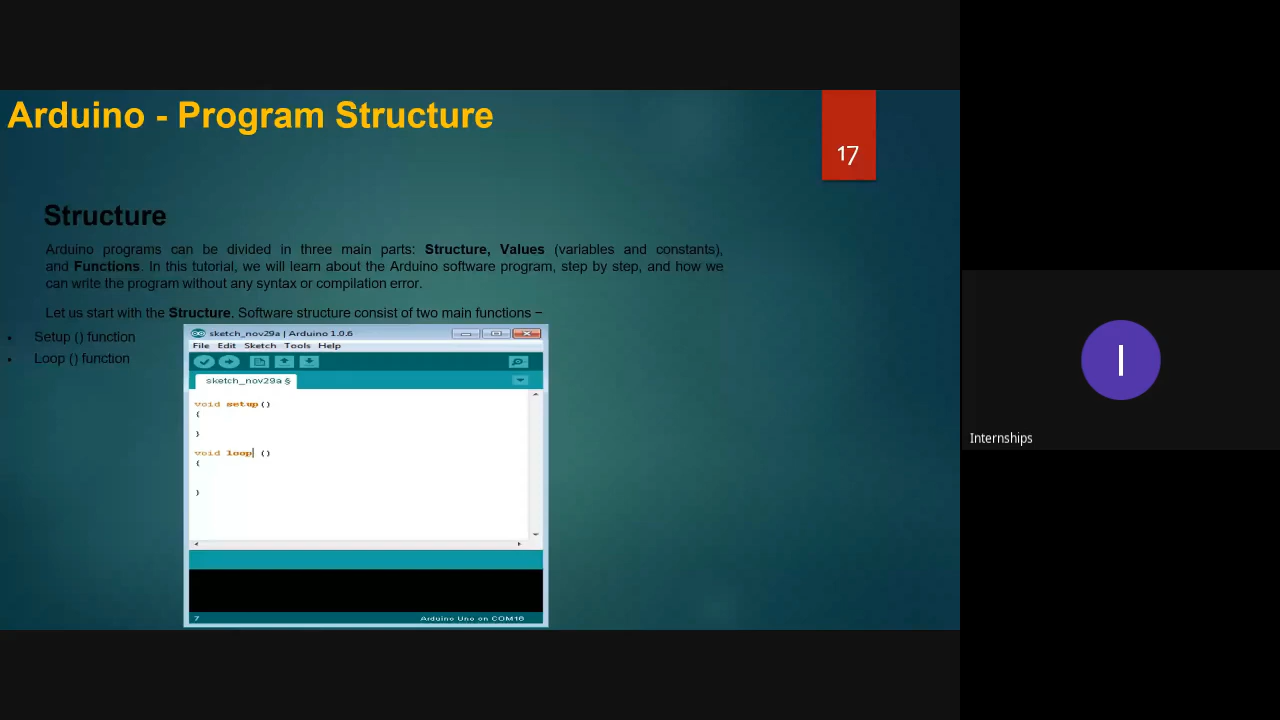 Arduino - Program Structure
17
Structure
Arduino programs can be divided in three main parts: Structure, Values (variables and constants),
and Functions. In this tutorial, we will learn about the Arduino software program, step by step, and how we
can write the program without any syntax or compilation error.
Let us start with the Structure. Software structure consist of two main functions −
• Setup () function
• Loop () function
sketch_nov29a | Arduino 1.0.6
File Edit Sketch Tools Help
sketch_nov29a §
void setup()
{
}
void loop ()
{
}
7 Arduino Uno on COM16
I
Internships